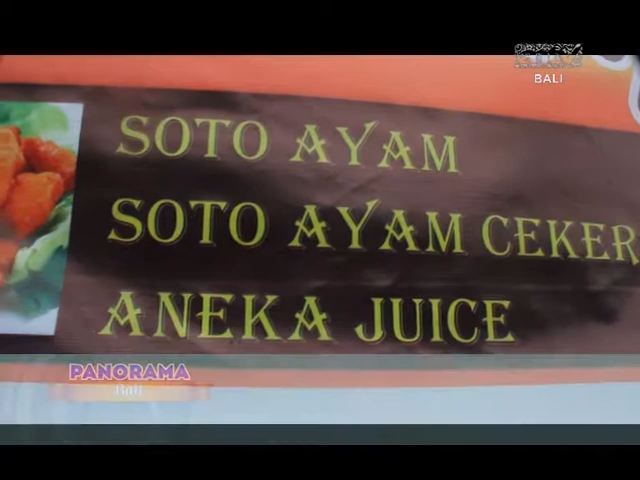 BALI
SOTO AYAM
SOTO AYAM CEKER
ANEKA JUICE
PANORAMA
Bali